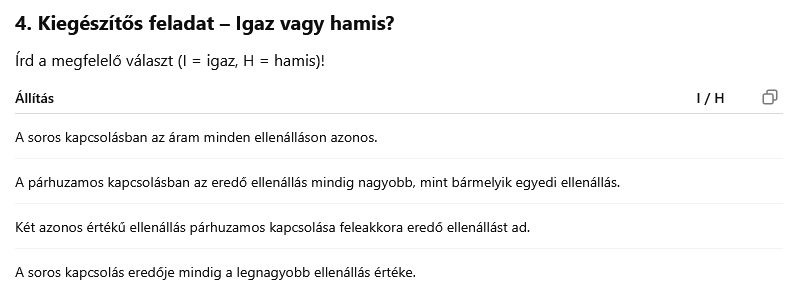 4. Kiegészítős feladat – Igaz vagy hamis?
Írd a megfelelő választ (I = igaz, H = hamis)!
Állítás I / H
A soros kapcsolásban az áram minden ellenálláson azonos.
A párhuzamos kapcsolásban az eredő ellenállás mindig nagyobb, mint bármelyik egyedi ellenállás.
Két azonos értékű ellenállás párhuzamos kapcsolása feleakkora eredő ellenállást ad.
A soros kapcsolás eredője mindig a legnagyobb ellenállás értéke.